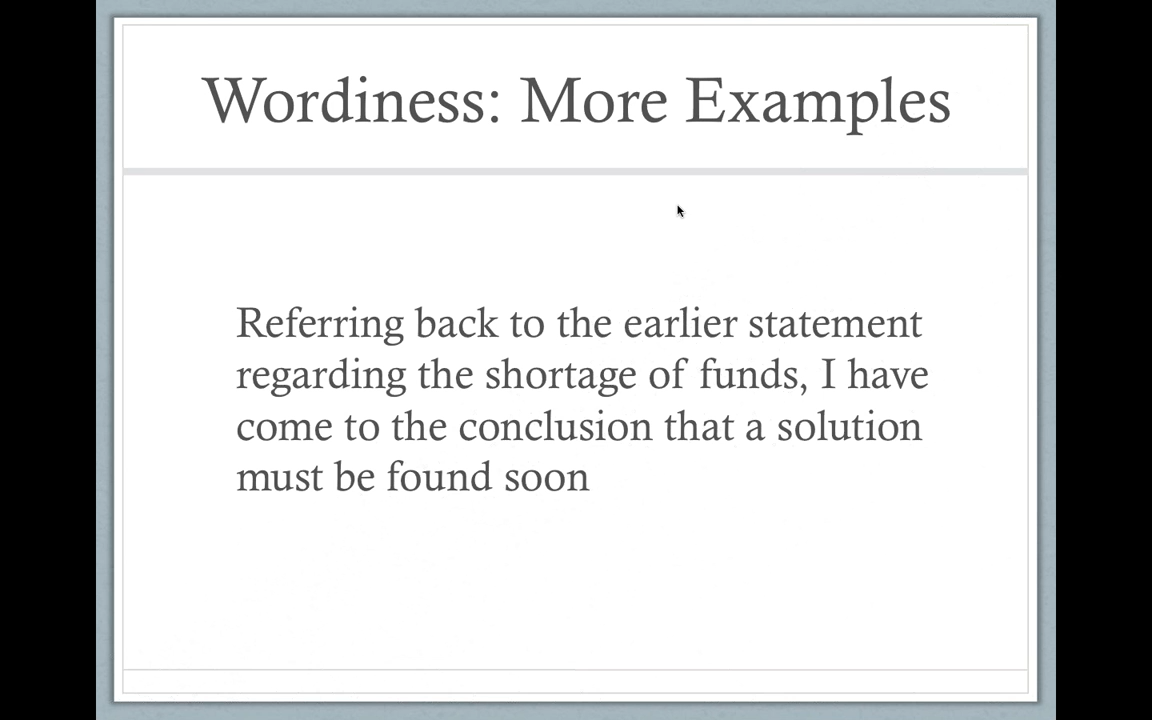 Wordiness: More Examples
Referring back to the earlier statement
regarding the shortage of funds, I have
come to the conclusion that a solution
must be found soon